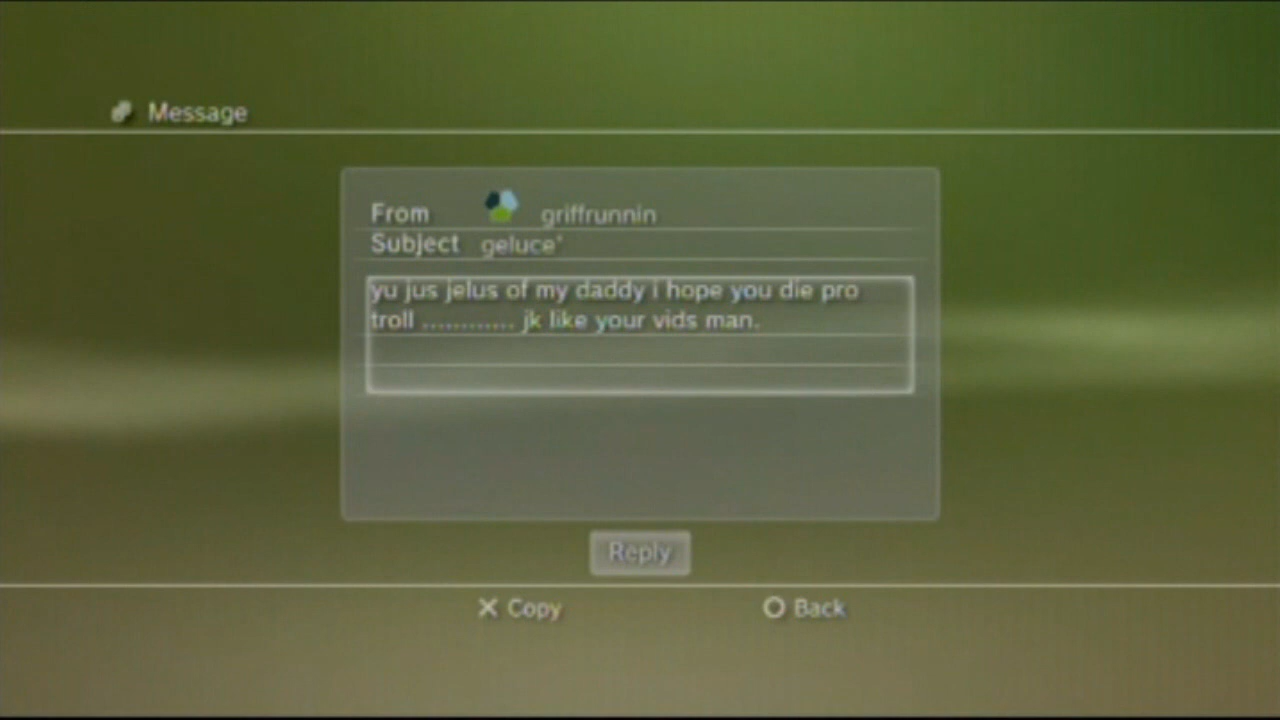 Message
From griffrunnin
Subject geluce'
yu jus jelus of my daddy i hope you die pro
troll ............ jk like your vids man.
Reply
X Copy
O Back